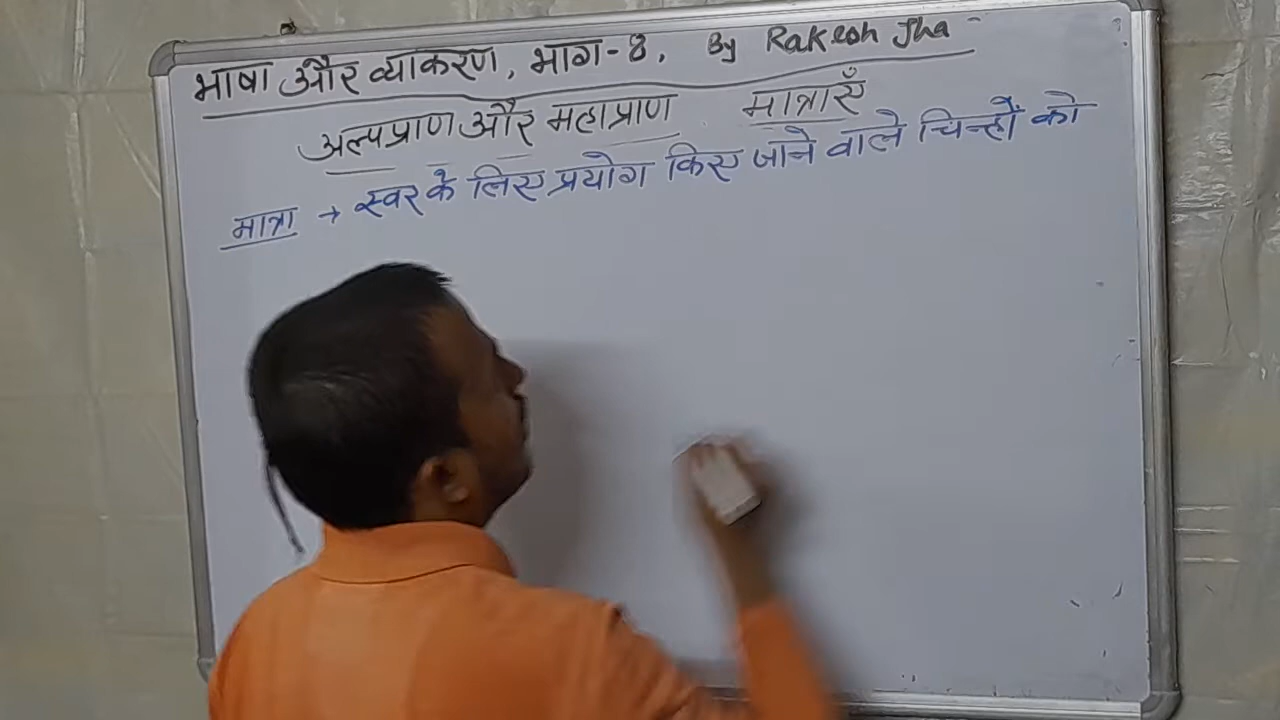 भाषा और व्याकरण, भाग-8, By Rakesh Jha
अल्पप्राण और महाप्राण मात्राएँ
मात्रा → स्वर के लिए प्रयोग किए जाने वाले चिन्हों को